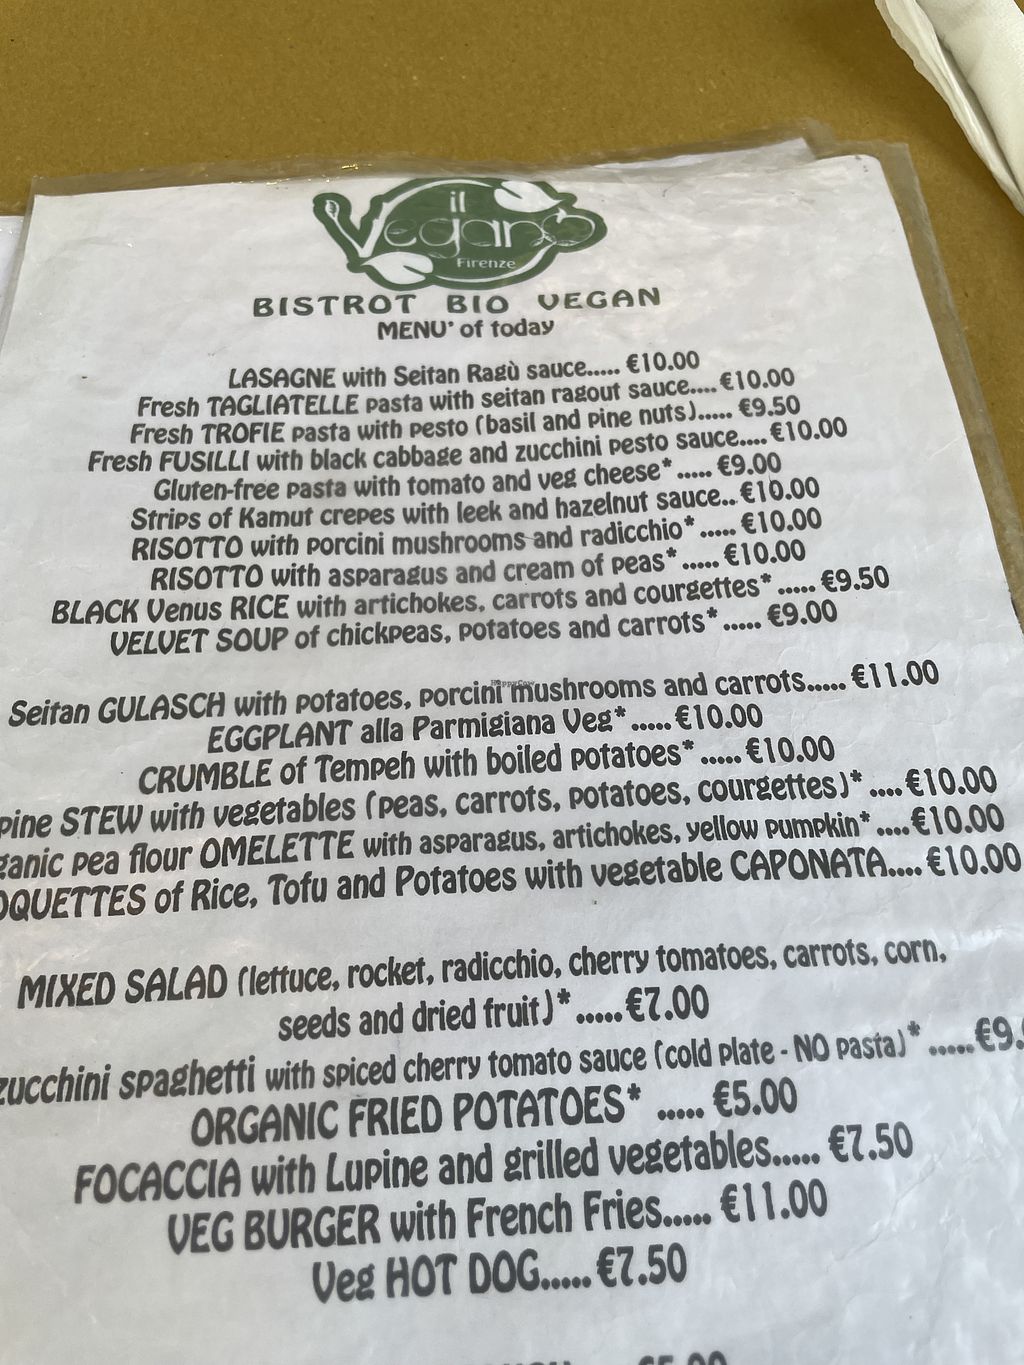 il
Vegano
Firenze
BISTROT BIO VEGAN
MENU' of today
LASAGNE with Seitan Ragù sauce..... €10.00
Fresh TAGLIATELLE pasta with seitan ragout sauce....€10.00
Fresh TROFIE pasta with pesto (basil and pine nuts)..... €9.50
Fresh FUSILLI with black cabbage and zucchini pesto sauce....€10.00
Gluten-free pasta with tomato and veg cheese* ..... €9.00
Strips of Kamut crepes with leek and hazelnut sauce..€10.00
RISOTTO with porcini mushrooms and radicchio* ..... €10.00
RISOTTO with asparagus and cream of peas*..... €10.00
BLACK Venus RICE with artichokes, carrots and courgettes* ..... €9.50
VELVET SOUP of chickpeas, potatoes and carrots* ..... €9.00
HappyCow
Seitan GULASCH with potatoes, porcini mushrooms and carrots..... €11.00
EGGPLANT alla Parmigiana Veg*.....€10.00
CRUMBLE of Tempeh with boiled potatoes* .....€10.00
pine STEW with vegetables (peas, carrots, potatoes, courgettes)* ....€10.00
ganic pea flour OMELETTE with asparagus, artichokes, yellow pumpkin* ....€10.00
OQUETTES of Rice, Tofu and Potatoes with vegetable CAPONATA.... €10.00
MIXED SALAD (lettuce, rocket, radicchio, cherry tomatoes, carrots, corn,
seeds and dried fruit)* .....€7.00
zucchini spaghetti with spiced cherry tomato sauce (cold plate - NO pasta)* .....€9.
ORGANIC FRIED POTATOES* ..... €5.00
FOCACCIA with Lupine and grilled vegetables..... €7.50
VEG BURGER with French Fries..... €11.00
Veg HOT DOG.....€7.50